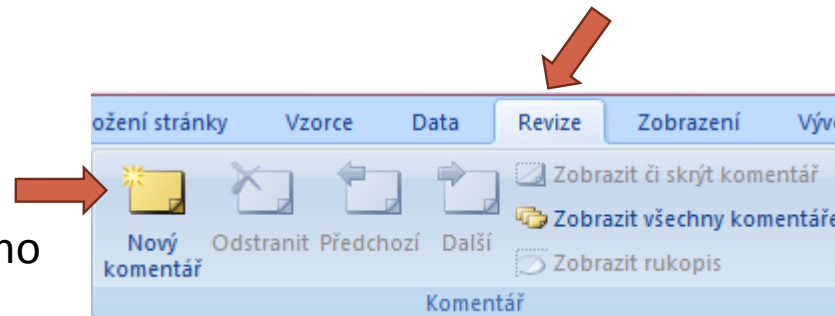 ožení stránky Vzorce Data Revize Zobrazení Vývo
Zobrazit či skrýt komentář
Zobrazit všechny komentáře
Nový komentář Odstranit Předchozí Další
Zobrazit rukopis
no
Komentář